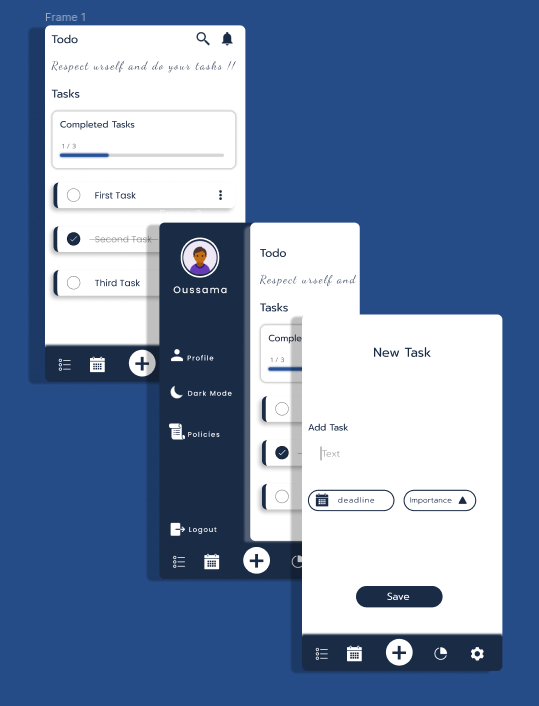 Frame 1
Todo
Respect urself and do your tasks !!
Tasks
Completed Tasks
1 / 3
First Task
Second Task
Third Task
Oussama
Profile
Dark Mode
Policies
Logout
Todo
Respect urself and
Tasks
Comple
1 / 3
New Task
Add Task
Text
deadline
Importance
Save